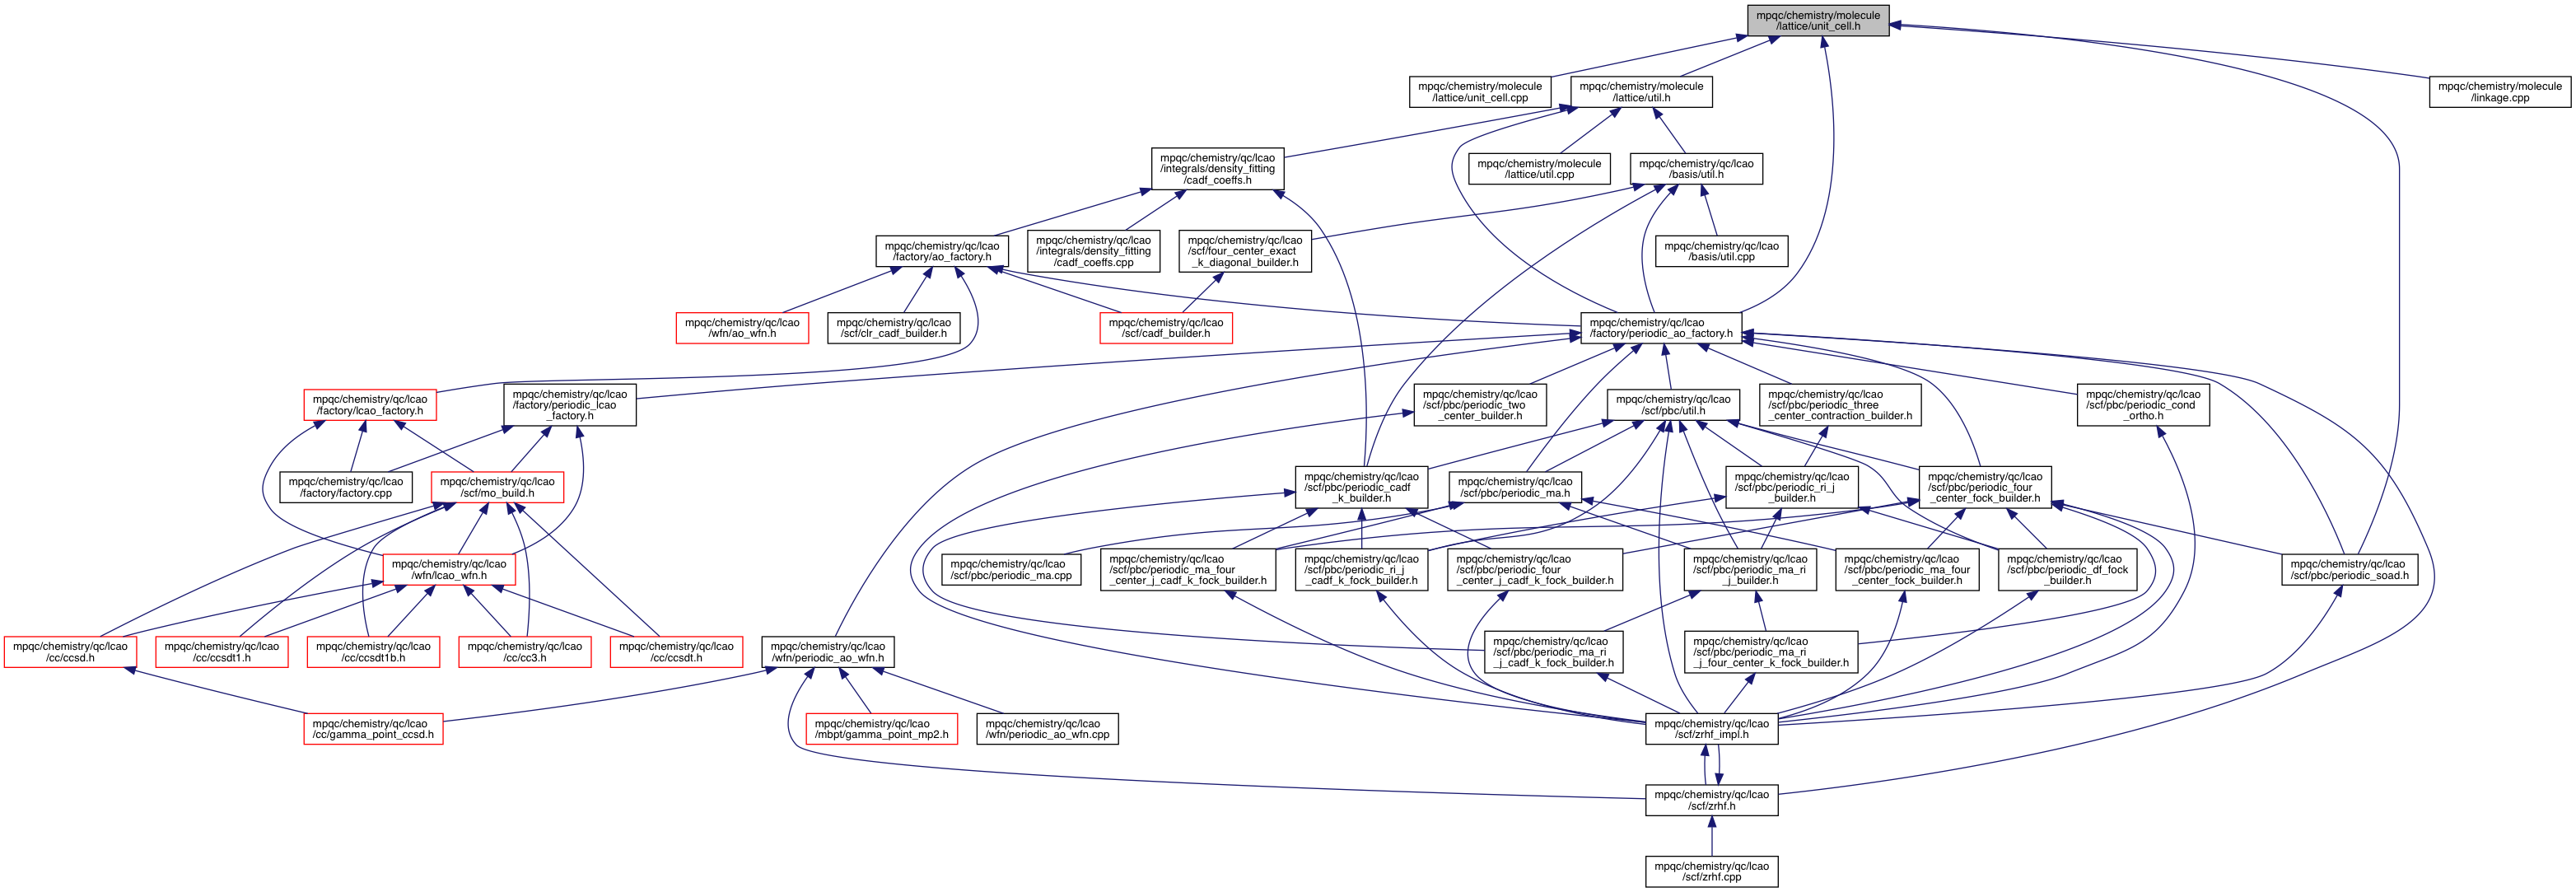 mpqc/chemistry/molecule
/lattice/unit_cell.h
mpqc/chemistry/molecule
/lattice/unit_cell.cpp
mpqc/chemistry/molecule
/lattice/util.h
mpqc/chemistry/molecule
/linkage.cpp
mpqc/chemistry/qc/lcao
/integrals/density_fitting
/cadf_coeffs.h
mpqc/chemistry/molecule
/lattice/util.cpp
mpqc/chemistry/qc/lcao
/basis/util.h
mpqc/chemistry/qc/lcao
/factory/ao_factory.h
mpqc/chemistry/qc/lcao
/integrals/density_fitting
/cadf_coeffs.cpp
mpqc/chemistry/qc/lcao
/scf/four_center_exact
_k_diagonal_builder.h
mpqc/chemistry/qc/lcao
/basis/util.cpp
mpqc/chemistry/qc/lcao
/wfn/ao_wfn.h
mpqc/chemistry/qc/lcao
/scf/clr_cadf_builder.h
mpqc/chemistry/qc/lcao
/scf/cadf_builder.h
mpqc/chemistry/qc/lcao
/factory/periodic_ao_factory.h
mpqc/chemistry/qc/lcao
/factory/lcao_factory.h
mpqc/chemistry/qc/lcao
/factory/periodic_lcao
_factory.h
mpqc/chemistry/qc/lcao
/scf/pbc/periodic_two
_center_builder.h
mpqc/chemistry/qc/lcao
/scf/pbc/util.h
mpqc/chemistry/qc/lcao
/scf/pbc/periodic_three
_center_contraction_builder.h
mpqc/chemistry/qc/lcao
/scf/pbc/periodic_cond
_ortho.h
mpqc/chemistry/qc/lcao
/factory/factory.cpp
mpqc/chemistry/qc/lcao
/scf/mo_build.h
mpqc/chemistry/qc/lcao
/scf/pbc/periodic_cadf
_k_builder.h
mpqc/chemistry/qc/lcao
/scf/pbc/periodic_ma.h
mpqc/chemistry/qc/lcao
/scf/pbc/periodic_ri_j
_builder.h
mpqc/chemistry/qc/lcao
/scf/pbc/periodic_four
_center_fock_builder.h
mpqc/chemistry/qc/lcao
/wfn/lcao_wfn.h
mpqc/chemistry/qc/lcao
/scf/pbc/periodic_ma.cpp
mpqc/chemistry/qc/lcao
/scf/pbc/periodic_ma_four
_center_j_cadf_k_fock_builder.h
mpqc/chemistry/qc/lcao
/scf/pbc/periodic_ri_j
_cadf_k_fock_builder.h
mpqc/chemistry/qc/lcao
/scf/pbc/periodic_four
_center_j_cadf_k_fock_builder.h
mpqc/chemistry/qc/lcao
/scf/pbc/periodic_ma_ri
_j_builder.h
mpqc/chemistry/qc/lcao
/scf/pbc/periodic_ma_four
_center_fock_builder.h
mpqc/chemistry/qc/lcao
/scf/pbc/periodic_df_fock
_builder.h
mpqc/chemistry/qc/lcao
/scf/pbc/periodic_soad.h
mpqc/chemistry/qc/lcao
/cc/ccsd.h
mpqc/chemistry/qc/lcao
/cc/ccsdt1.h
mpqc/chemistry/qc/lcao
/cc/ccsdt1b.h
mpqc/chemistry/qc/lcao
/cc/cc3.h
mpqc/chemistry/qc/lcao
/cc/ccsdt.h
mpqc/chemistry/qc/lcao
/wfn/periodic_ao_wfn.h
mpqc/chemistry/qc/lcao
/scf/pbc/periodic_ma_ri
_j_cadf_k_fock_builder.h
mpqc/chemistry/qc/lcao
/scf/pbc/periodic_ma_ri
_j_four_center_k_fock_builder.h
mpqc/chemistry/qc/lcao
/cc/gamma_point_ccsd.h
mpqc/chemistry/qc/lcao
/mbpt/gamma_point_mp2.h
mpqc/chemistry/qc/lcao
/wfn/periodic_ao_wfn.cpp
mpqc/chemistry/qc/lcao
/scf/zrhf_impl.h
mpqc/chemistry/qc/lcao
/scf/zrhf.h
mpqc/chemistry/qc/lcao
/scf/zrhf.cpp